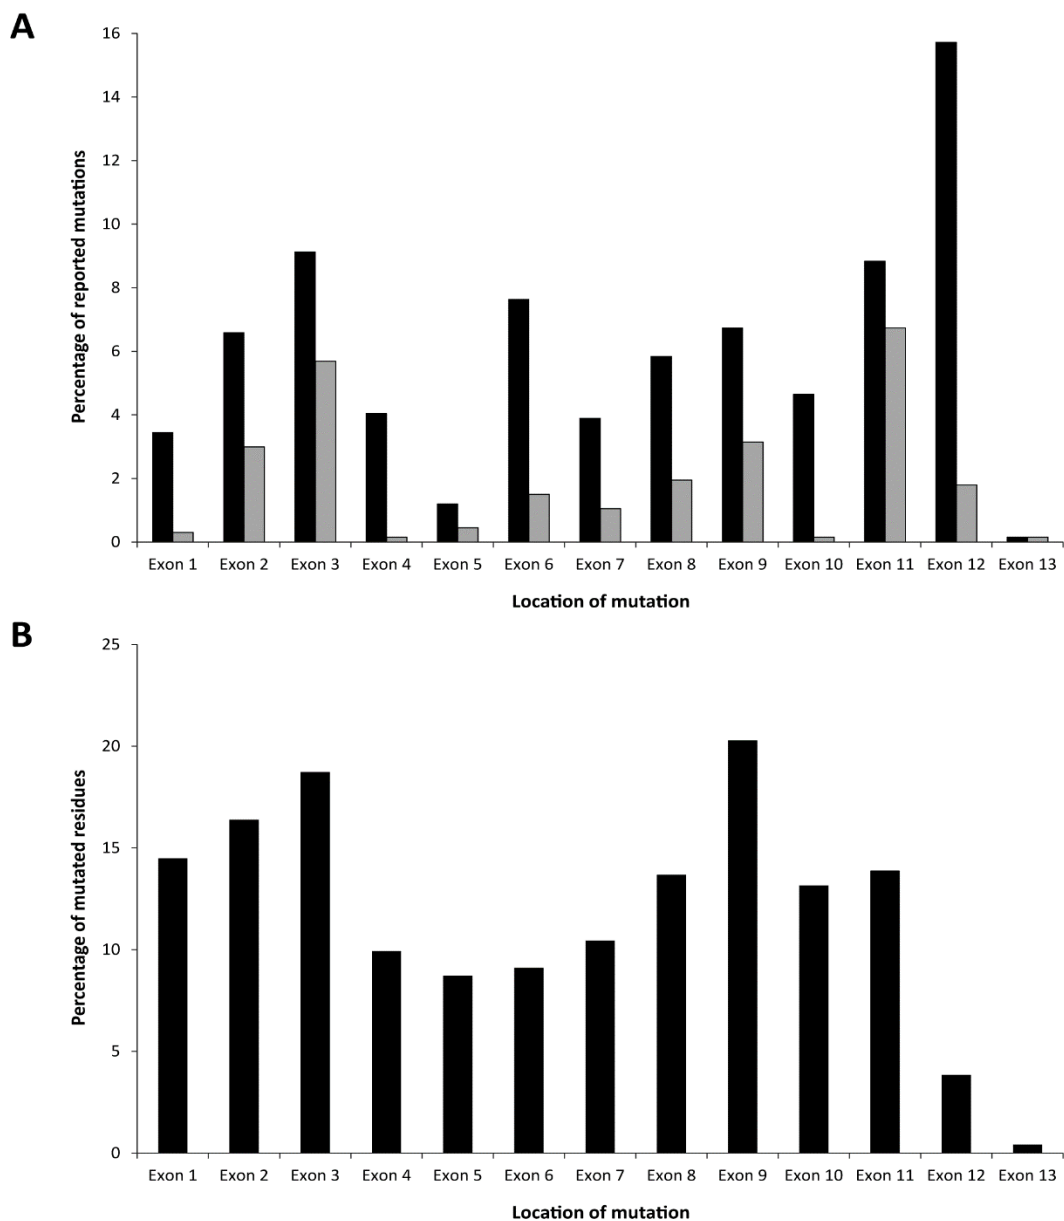 A
Percentage of reported mutations
16
14
12
10
8
6
4
2
0
Exon 1 Exon 2 Exon 3 Exon 4 Exon 5 Exon 6 Exon 7 Exon 8 Exon 9 Exon 10 Exon 11 Exon 12 Exon 13
Location of mutation
B
Percentage of mutated residues
25
20
15
10
5
0
Exon 1 Exon 2 Exon 3 Exon 4 Exon 5 Exon 6 Exon 7 Exon 8 Exon 9 Exon 10 Exon 11 Exon 12 Exon 13
Location of mutation